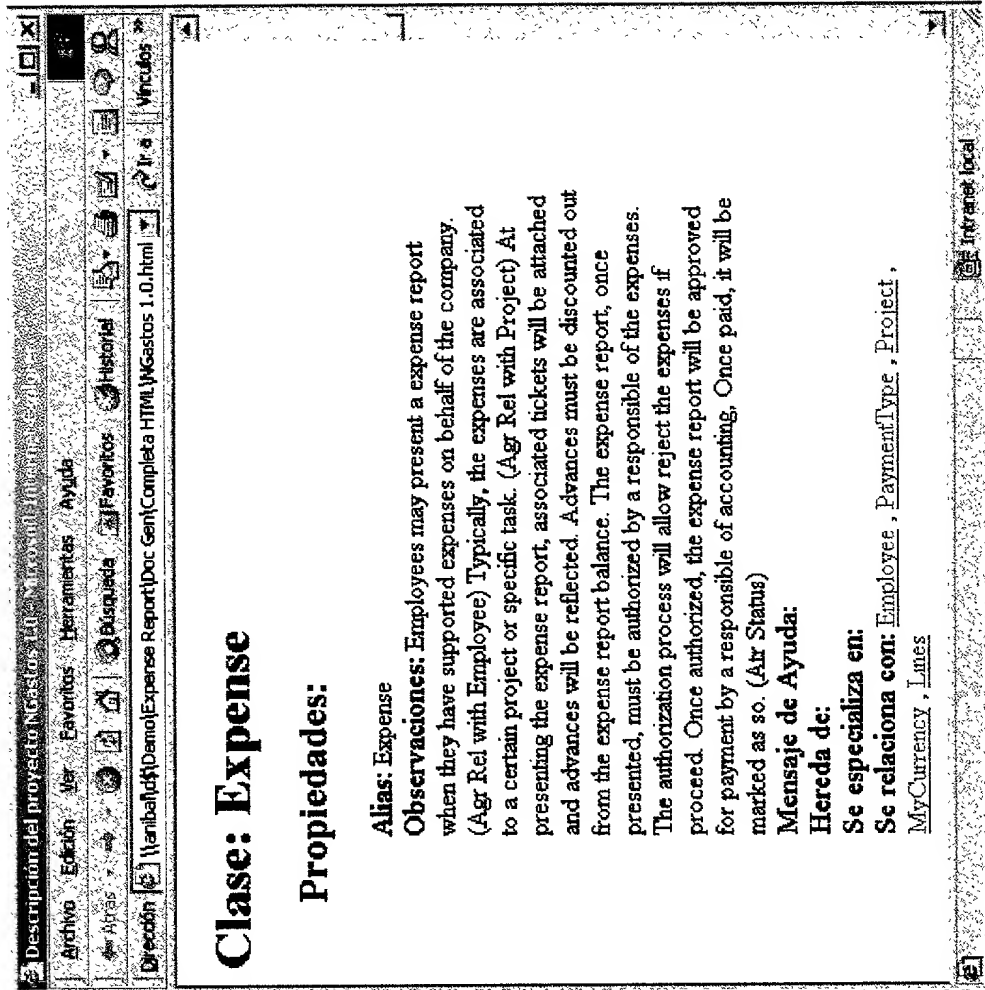 Descripción del proyecto NGastos 1.0 - Microsoft Internet
Archivo Edición Ver Favoritos Herramientas Ayuda
Atrás Búsqueda Favoritos Historial
Dirección \\anibal\d$\Demo\Expense Report\Doc Gen\Completa HTML\NGastos 1.0.html Ir a Vínculos »
Clase: Expense
Propiedades:
Alias: Expense
Observaciones: Employees may present a expense report
when they have supported expenses on behalf of the company.
(Agr Rel with Employee) Typically, the expenses are associated
to a certain project or specific task. (Agr Rel with Project) At
presenting the expense report, associated tickets will be attached
and advances will be reflected. Advances must be discounted out
from the expense report balance. The expense report, once
presented, must be authorized by a responsible of the expenses.
The authorization process will allow reject the expenses if
proceed. Once authorized, the expense report will be approved
for payment by a responsible of accounting, Once paid, it will be
marked as so. (Atr Status)
Mensaje de Ayuda:
Hereda de:
Se especializa en:
Se relaciona con: Employee , PaymentType , Project ,
MyCurrency , Lines
Intranet local